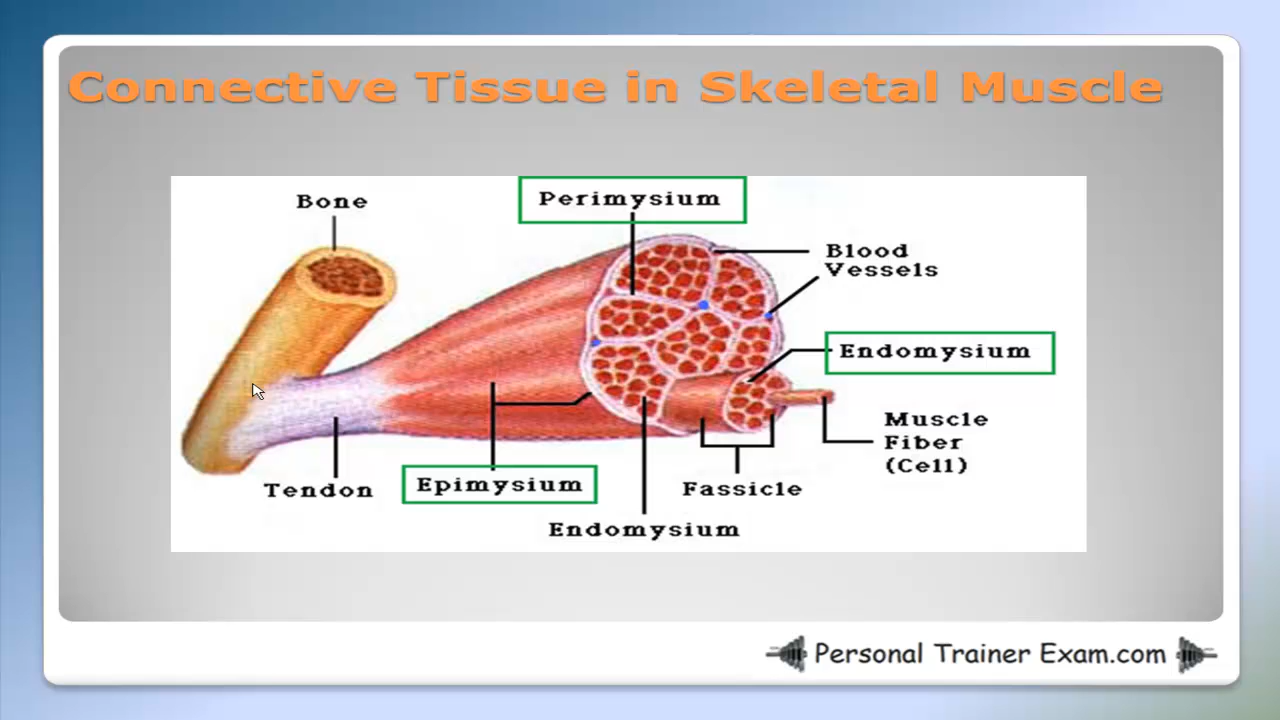 Connective Tissue in Skeletal Muscle
Perimysium
Bone
Blood
Vessels
Endomysium
Muscle
Fiber
(Cell)
Tendon
Epimysium
Fassicle
Endomysium
Personal Trainer Exam.com